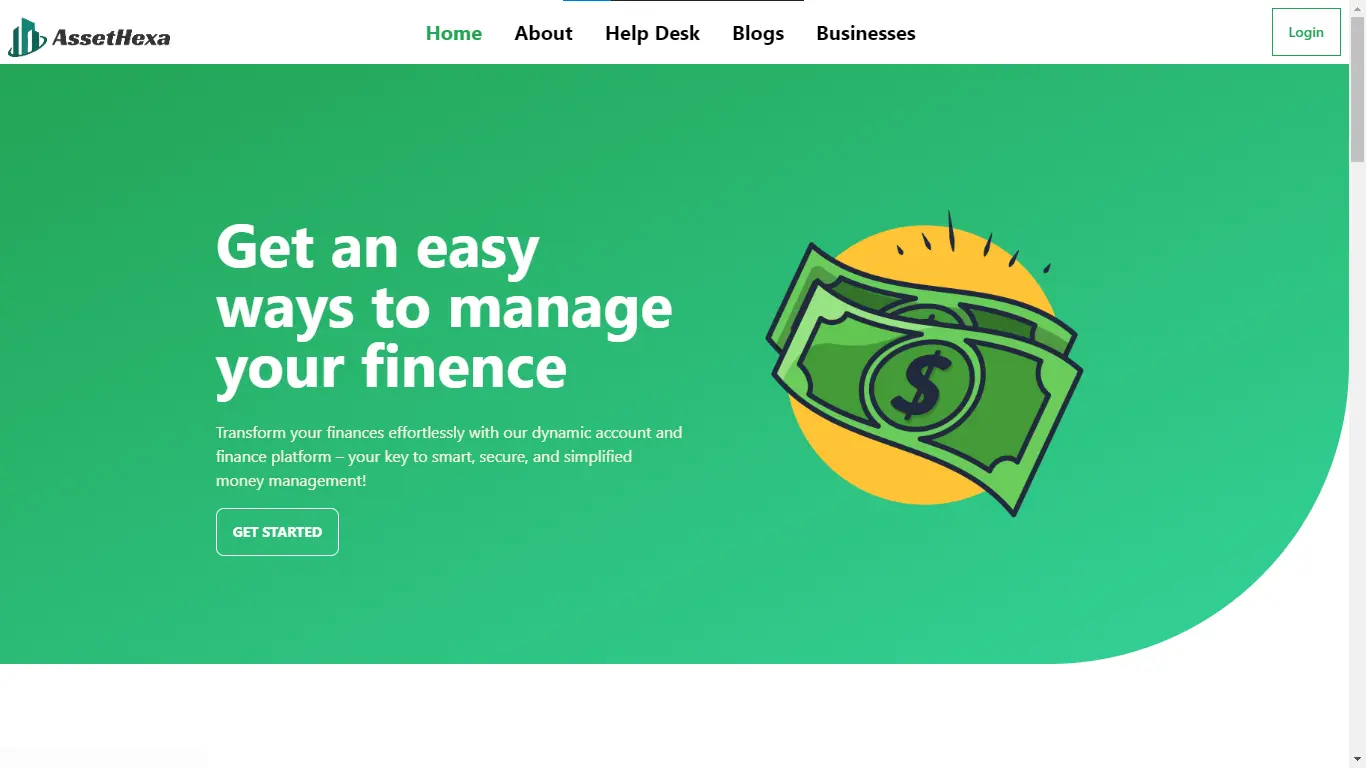 AssetHexa
Home About Help Desk Blogs Businesses
Login
Get an easy
ways to manage
your finence
Transform your finances effortlessly with our dynamic account and
finance platform – your key to smart, secure, and simplified
money management!
GET STARTED
$